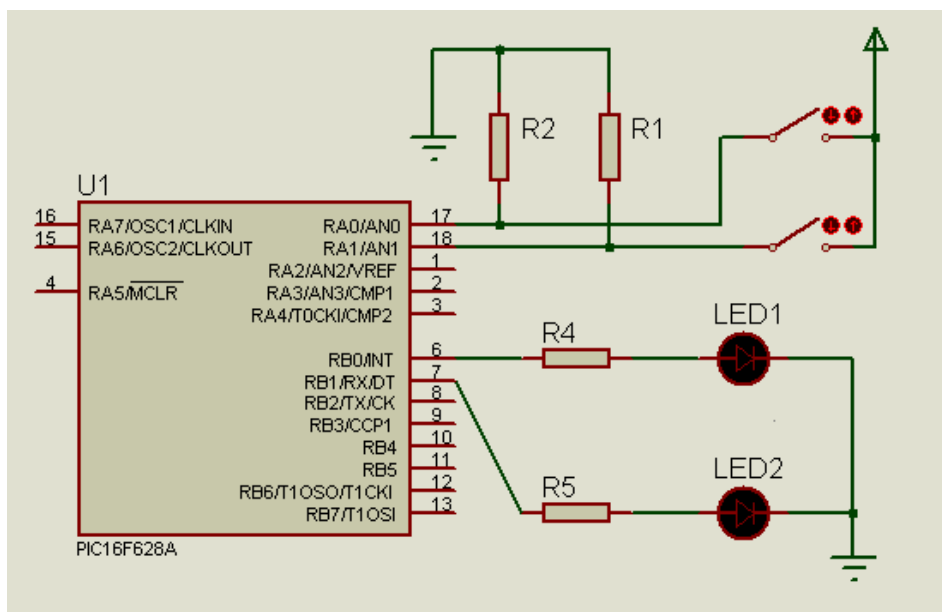 R2
R1
U1
16
RA7/OSC1/CLKIN
RA0/AN0
17
15
RA6/OSC2/CLKOUT
RA1/AN1
18
RA2/AN2/VREF
1
4
RA5/MCLR
RA3/AN3/CMP1
2
RA4/T0CKI/CMP2
3
LED1
R4
RB0/INT
6
RB1/RX/DT
7
RB2/TX/CK
8
RB3/CCP1
9
RB4
10
RB5
11
LED2
R5
RB6/T1OSO/T1CKI
12
RB7/T1OSI
13
PIC16F628A